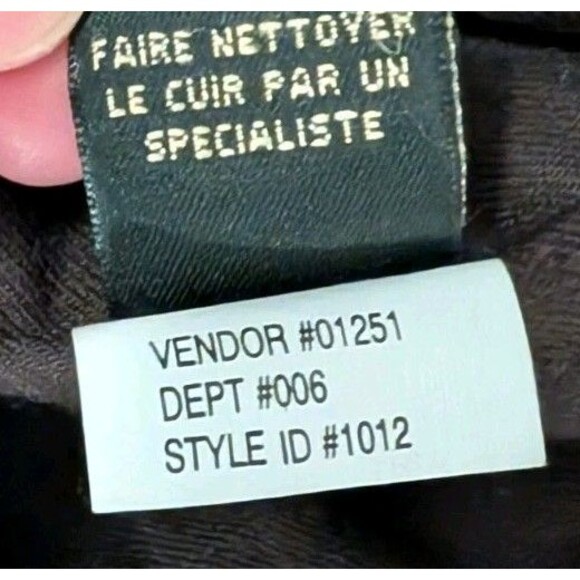 FAIRE NETTOYER
LE CUIR PAR UN
SPECIALISTE
VENDOR #01251
DEPT #006
STYLE ID #1012